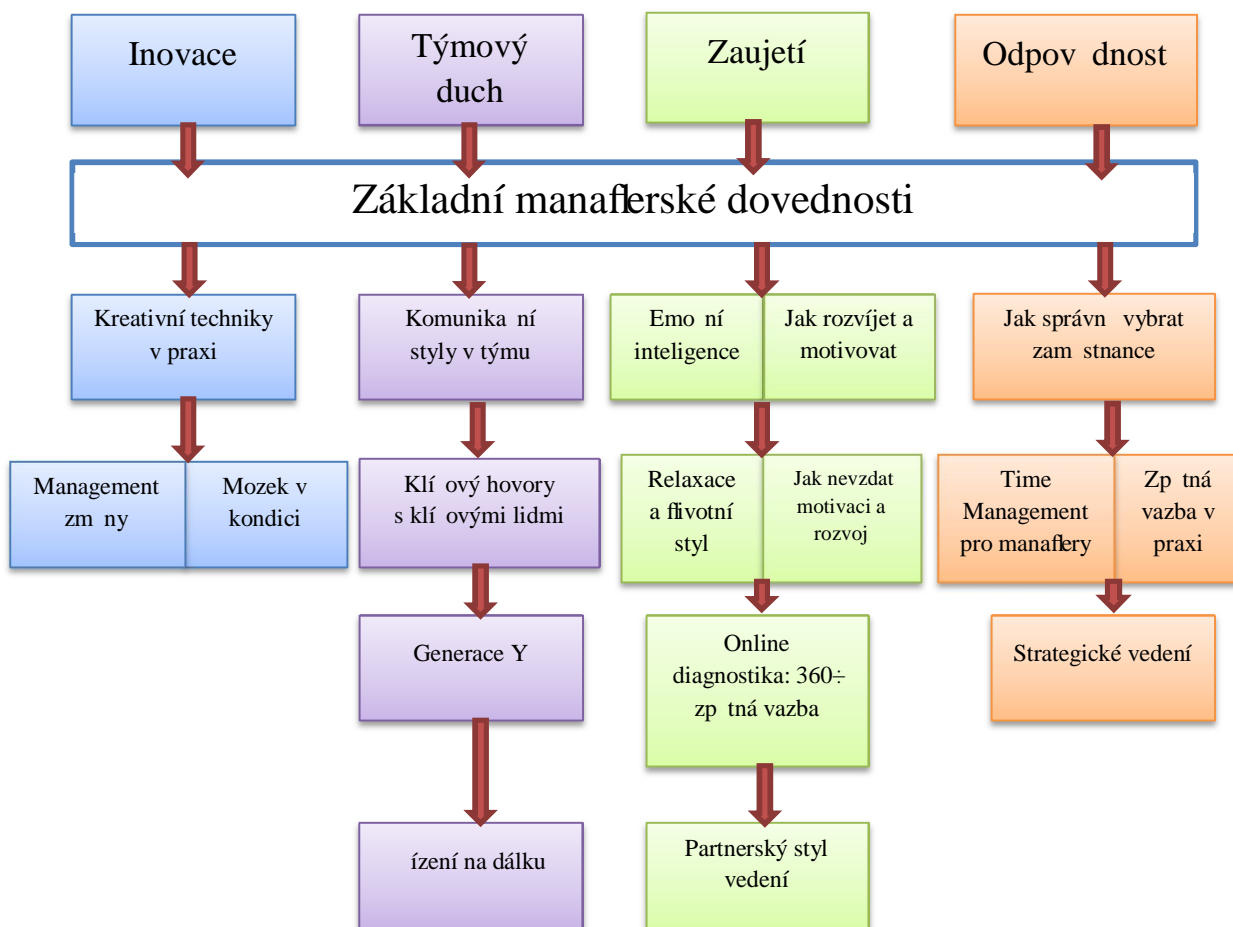 Inovace
Týmový
duch
Zaujetí
Odpov dnost
Základní manaflerské dovednosti
Kreativní techniky
v praxi
Komunika ní
styly v týmu
Emo ní
inteligence
Jak rozvíjet a
motivovat
Jak správn vybrat
zam stnance
Management
zm ny
Mozek v
kondici
Klí ový hovory
s klí ovými lidmi
Relaxace
a flivotní
styl
Jak nevzdat
motivaci a
rozvoj
Time
Management
pro manaflery
Zp tná
vazba v
praxi
Generace Y
Online
diagnostika: 360÷
zp tná vazba
Strategické vedení
ízení na dálku
Partnerský styl
vedení